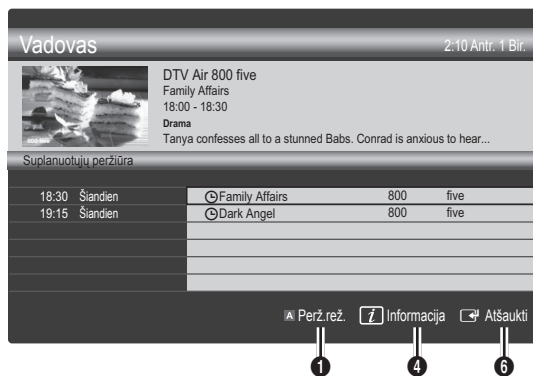 Vadovas 2:10 Antr. 1 Bir.
DTV Air 800 five
Family Affairs
18:00 - 18:30
Drama
Tanya confesses all to a stunned Babs. Conrad is anxious to hear...
800 five
Suplanuotųjų peržiūra
18:30 Šiandien Family Affairs 800 five
19:15 Šiandien Dark Angel 800 five
A Perž.rež. i Informacija Atšaukti
1 4 6